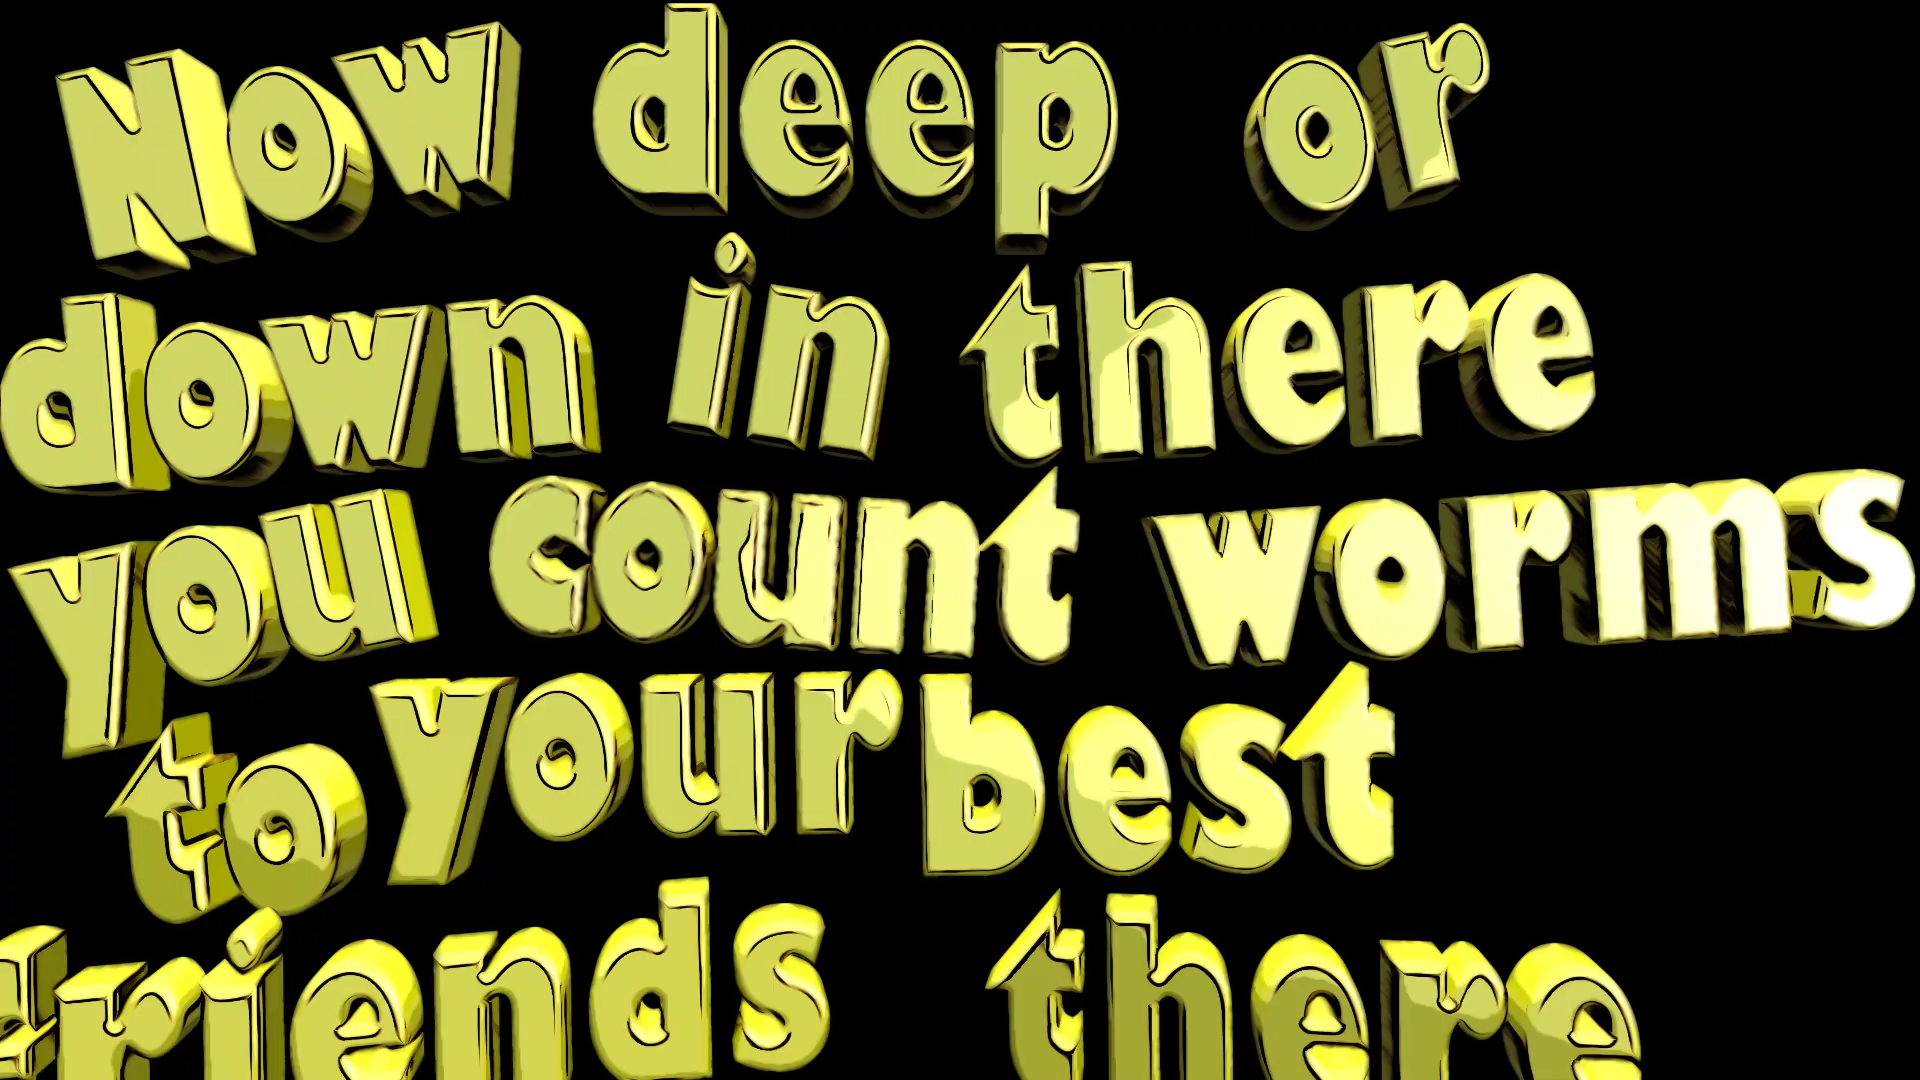 Now deep or
down in there
you count worms
to your best
friends there